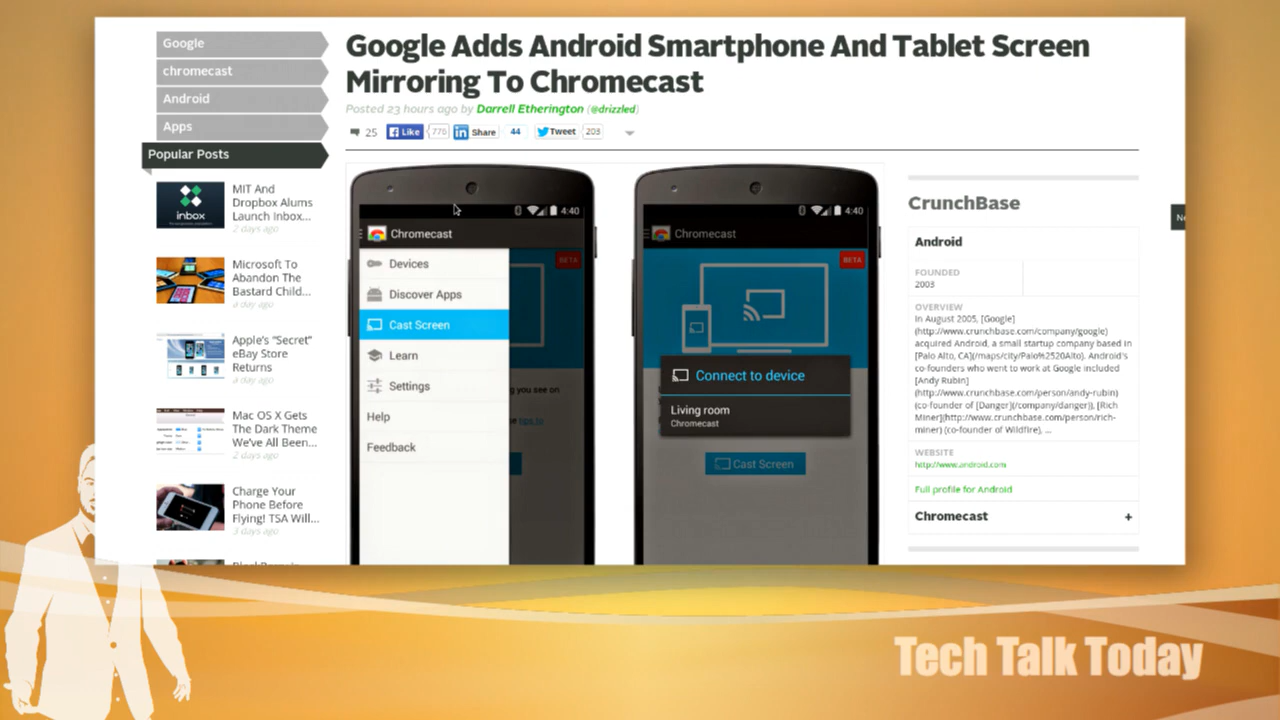 Google
chromecast
Android
Apps
Popular Posts
MIT And
Dropbox Alums
Launch Inbox...
2 days ago
inbox
Microsoft To
Abandon The
Bastard Child...
a day ago
Apple's "Secret"
eBay Store
Returns
a day ago
Mac OS X Gets
The Dark Theme
We've All Been...
2 days ago
Charge Your
Phone Before
Flying! TSA Will...
3 days ago
Google Adds Android Smartphone And Tablet Screen
Mirroring To Chromecast
Posted 23 hours ago by Darrell Etherington (@drizzled)
25 Like 776 Share 44 Tweet 203
4:40
Chromecast
BETA
Devices
Discover Apps
Cast Screen
Learn
Settings
Help
Feedback
g you see on
tips to
4:40
Chromecast
BETA
Connect to device
Living room
Chromecast
Cast Screen
CrunchBase
Android
FOUNDED
2003
OVERVIEW
In August 2005, [Google]
(http://www.crunchbase.com/company/google)
acquired Android, a small startup company based in
[Palo Alto, CA](/maps/city/Palo%2520Alto). Android's
co-founders who went to work at Google included
[Andy Rubin]
(http://www.crunchbase.com/person/andy-rubin)
(co-founder of [Danger](/company/danger)), [Rich
Miner](http://www.crunchbase.com/person/rich-
miner) (co-founder of Wildfire), ...
WEBSITE
http://www.android.com
Full profile for Android
Chromecast +
Ne
Tech Talk Today